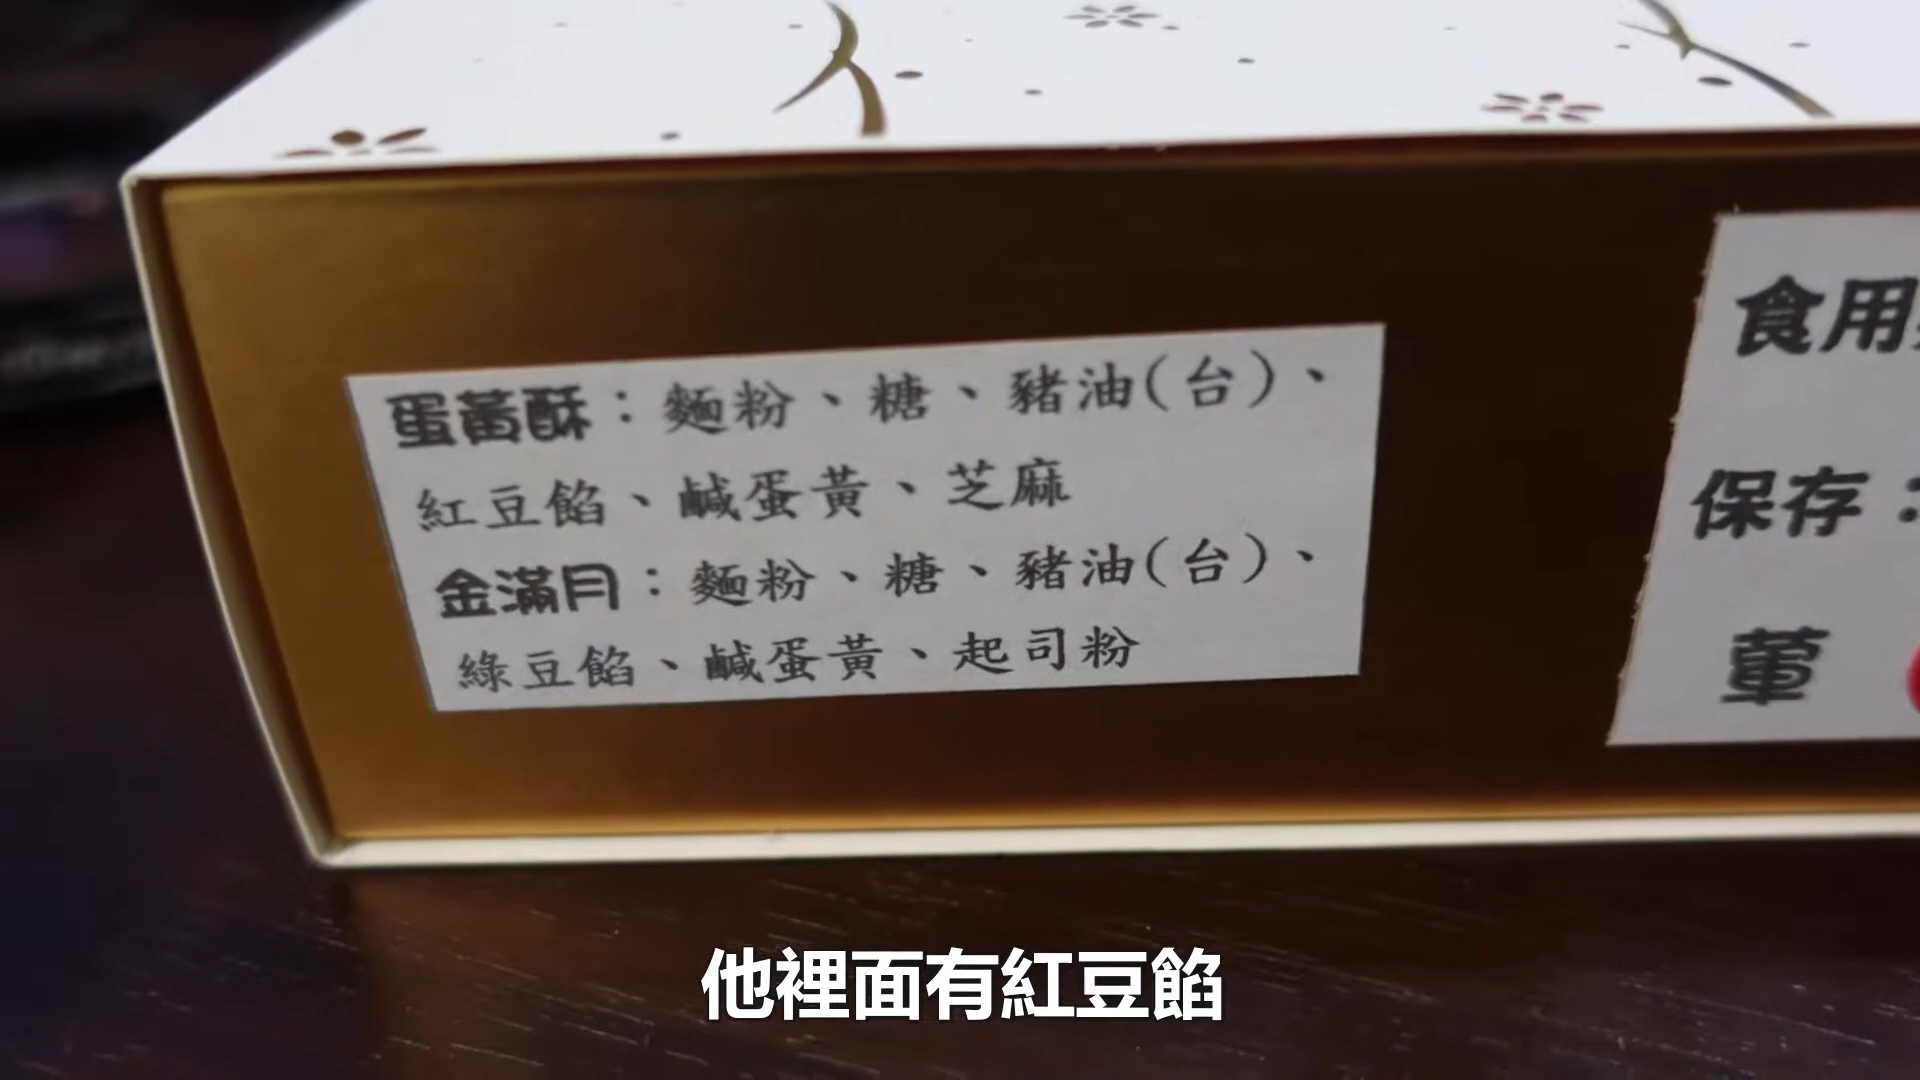 蛋黃酥：麵粉、糖、豬油(台)、
紅豆餡、鹹蛋黃、芝麻
金滿月：麵粉、糖、豬油(台)、
綠豆餡、鹹蛋黃、起司粉
食用
保存：
葷
他裡面有紅豆餡